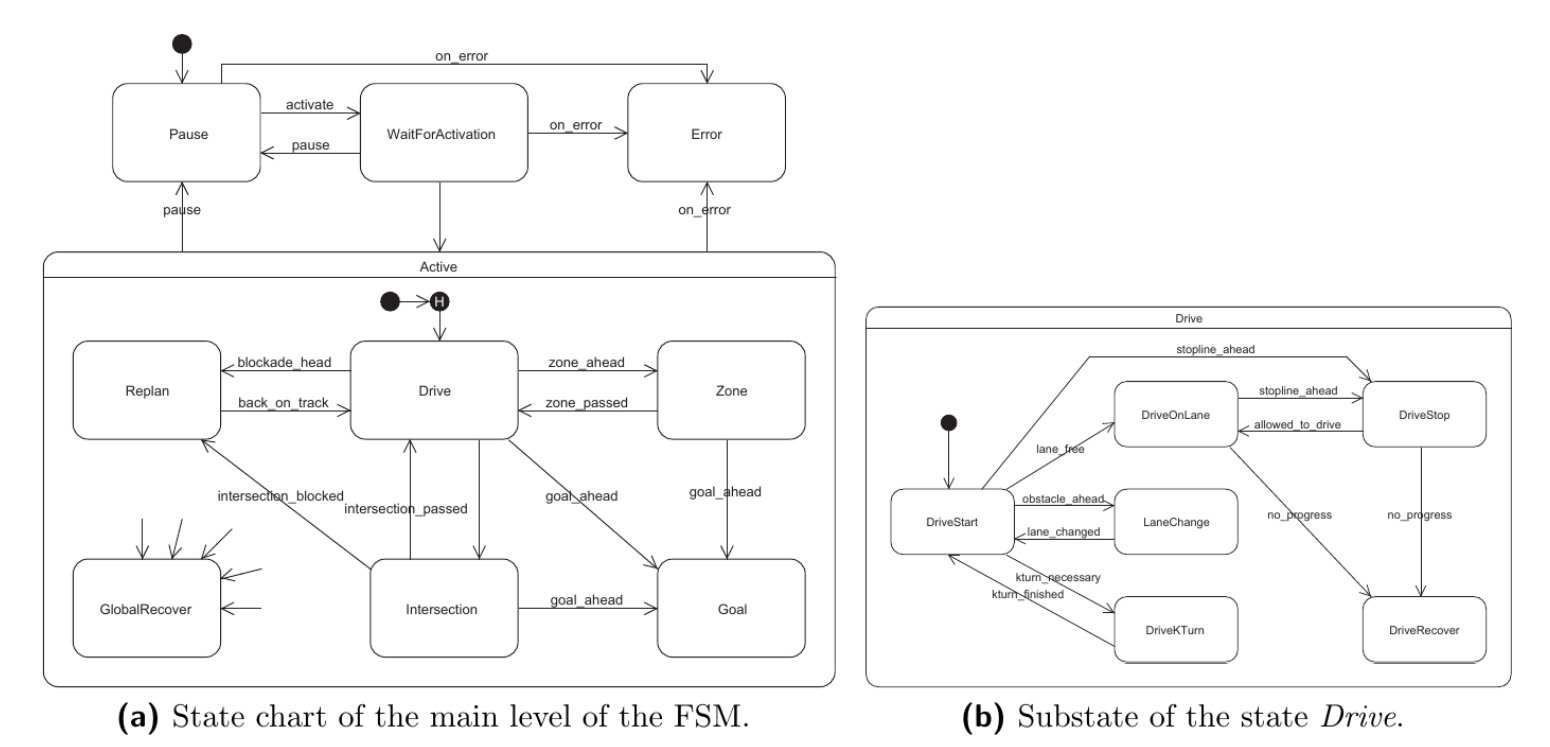 on_error
Pause
activate
pause
WaitForActivation
on_error
Error
pause
on_error
Active
H
Replan
blockade_head
back_on_track
Drive
zone_ahead
zone_passed
Zone
intersection_blocked
intersection_passed
goal_ahead
goal_ahead
GlobalRecover
Intersection
goal_ahead
Goal
(a) State chart of the main level of the FSM.
Drive
stopline_ahead
DriveOnLane
stopline_ahead
allowed_to_drive
DriveStop
lane_free
DriveStart
obstacle_ahead
lane_changed
LaneChange
no_progress
no_progress
kturn_necessary
kturn_finished
DriveKTurn
DriveRecover
(b) Substate of the state Drive.